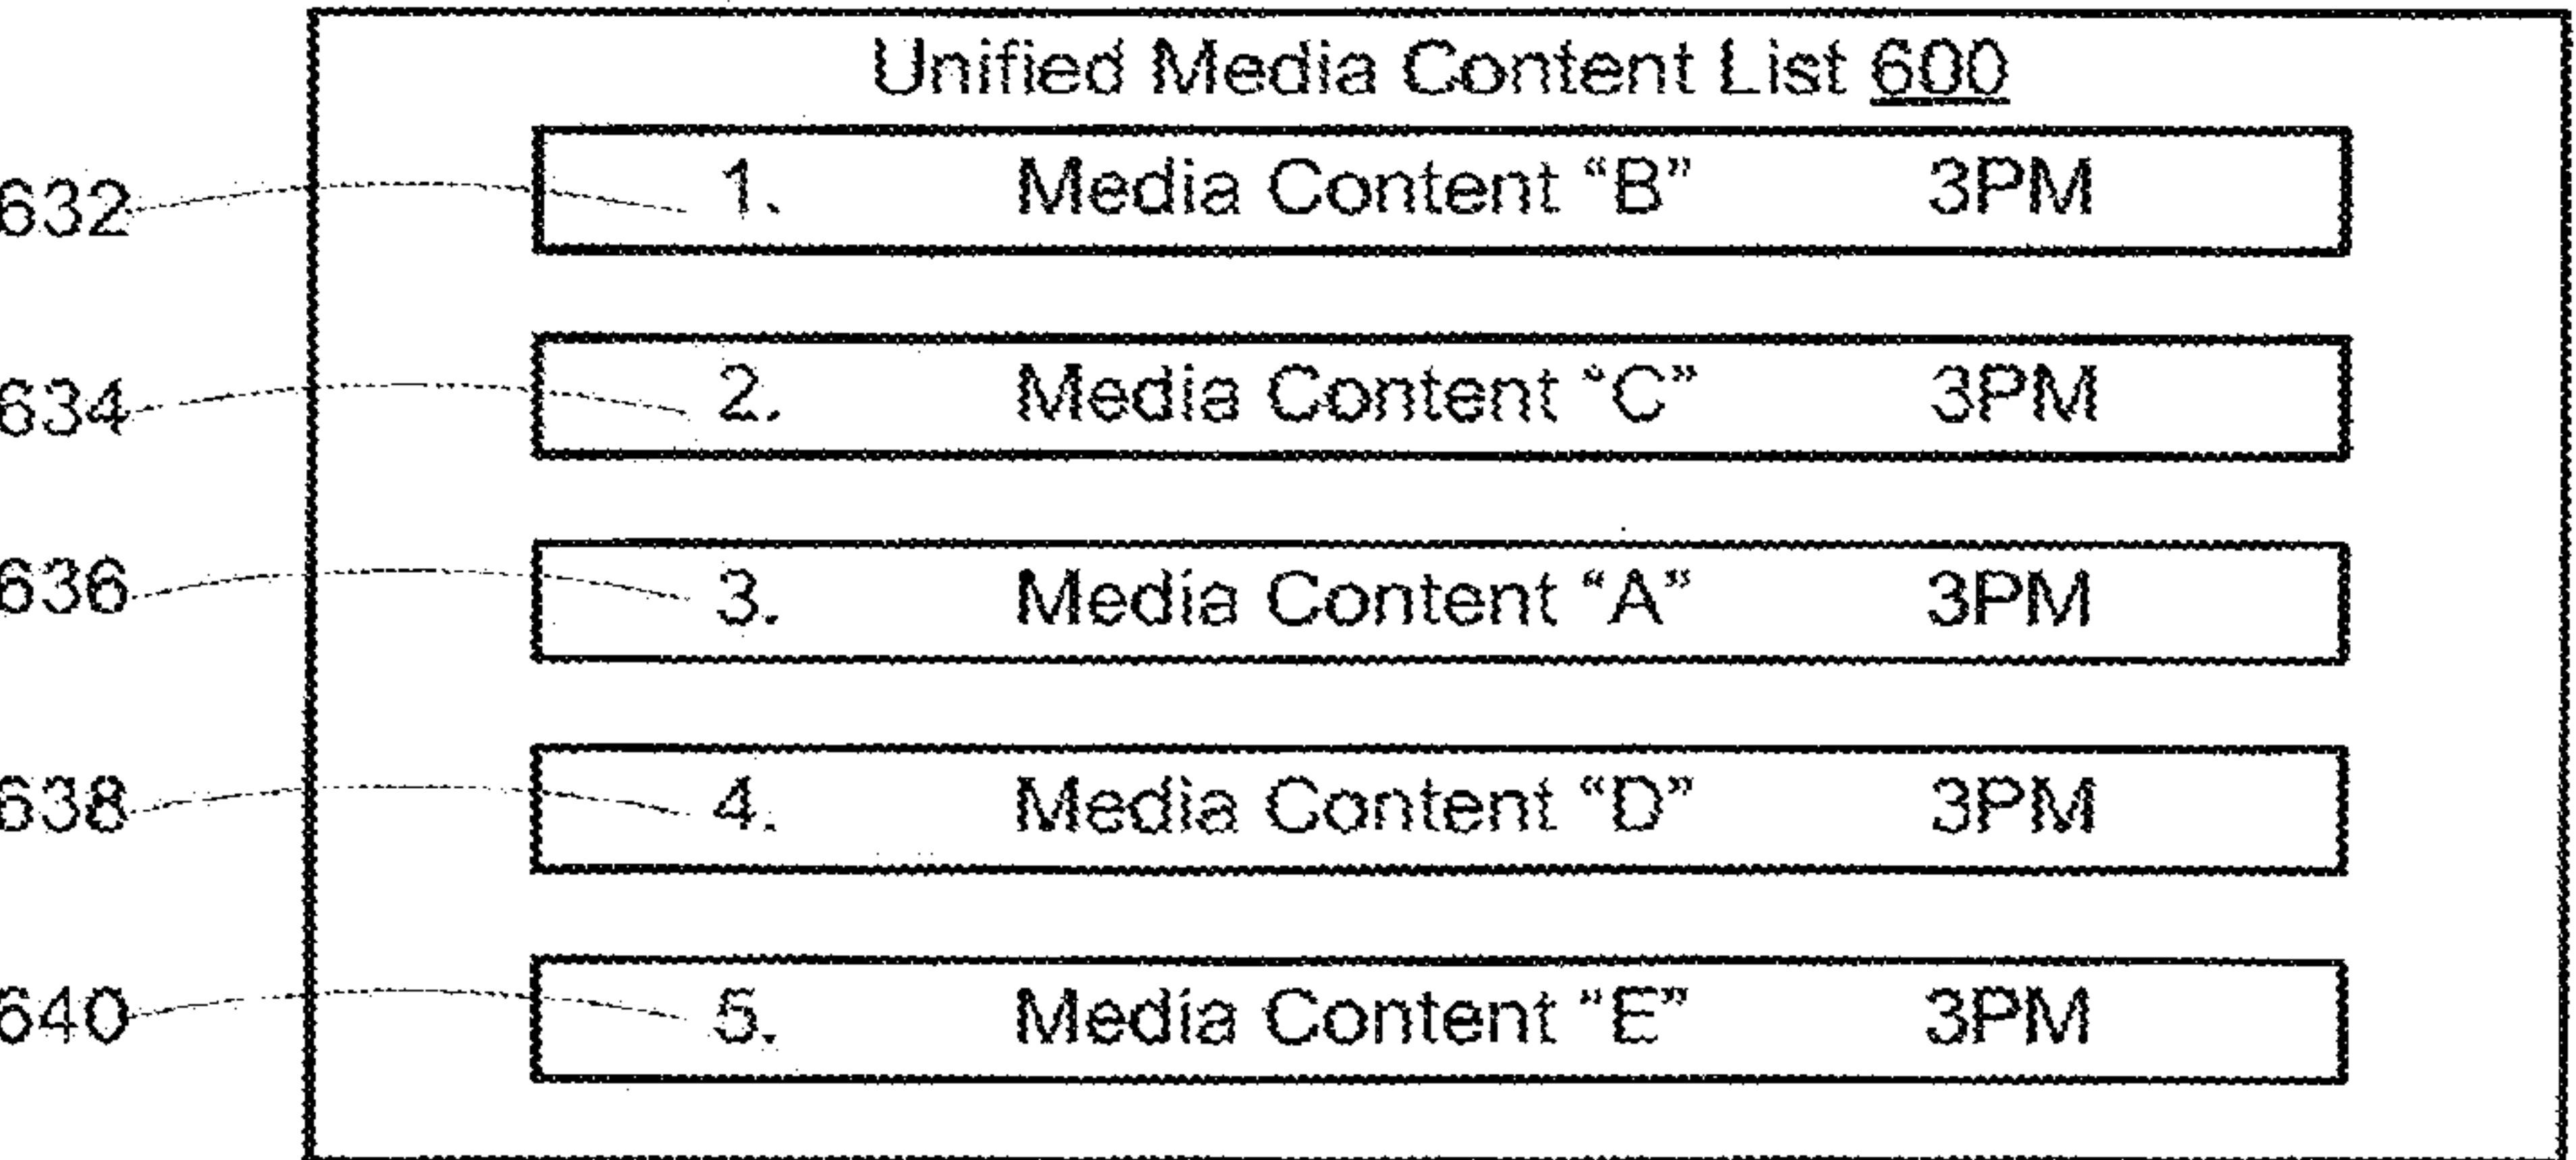 Unified Media Content List 600
632 1. Media Content “B” 3PM
634 2. Media Content “C” 3PM
636 3. Media Content “A” 3PM
638 4. Media Content “D” 3PM
640 5. Media Content “E” 3PM